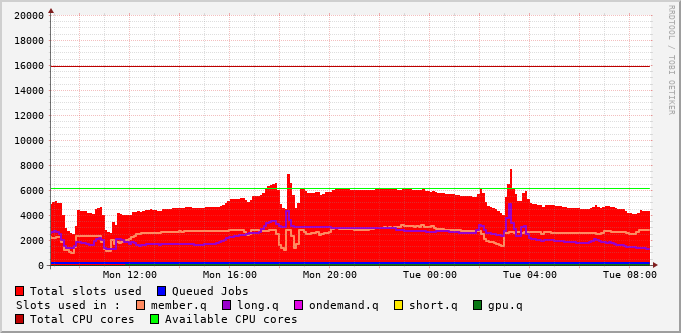 RRDTOOL / TOBI OETIKER
20000
18000
16000
14000
12000
10000
8000
6000
4000
2000
0
Mon 12:00 Mon 16:00 Mon 20:00 Tue 00:00 Tue 04:00 Tue 08:00
Total slots used Queued Jobs
Slots used in : member.q long.q ondemand.q short.q gpu.q
Total CPU cores Available CPU cores